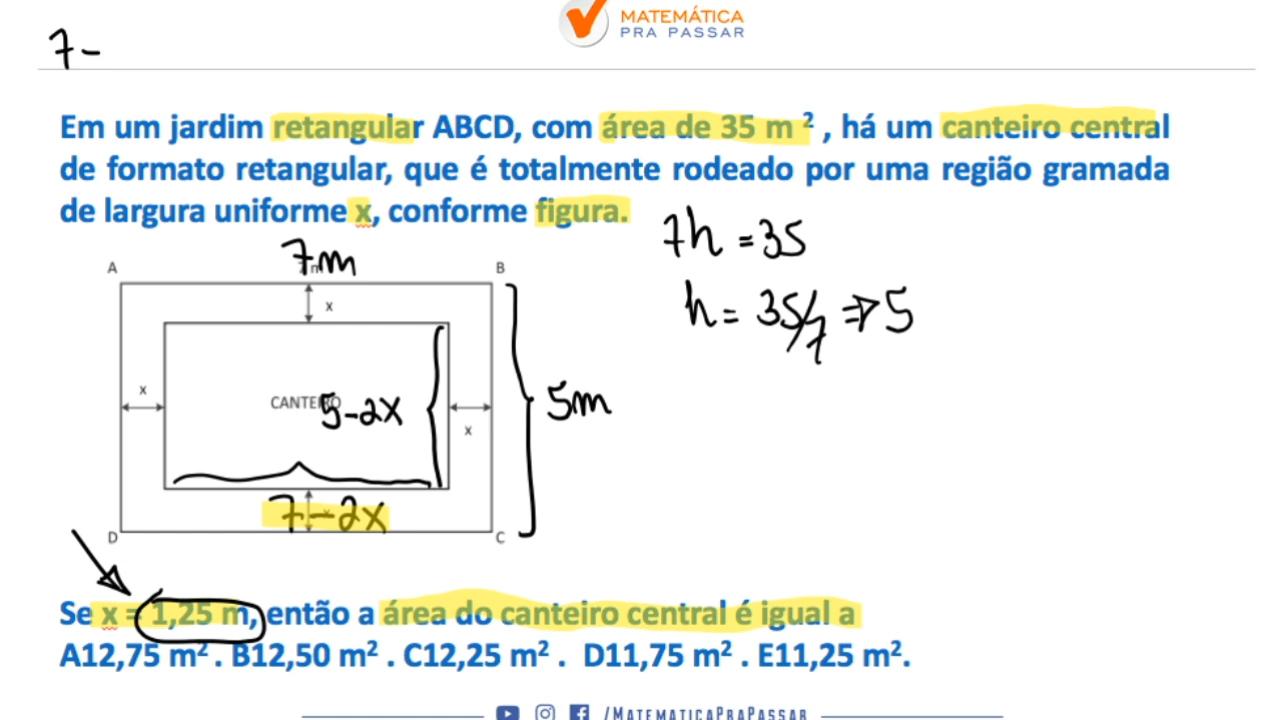 MATEMÁTICA
PRA PASSAR
7-
Em um jardim retangular ABCD, com área de 35 m ² , há um canteiro central
de formato retangular, que é totalmente rodeado por uma região gramada
de largura uniforme x, conforme figura.
7h = 35
7m
A
B
h = 35/7 => 5
x
x
CANTEIRO
5-2x
5m
x
7-2x
D
C
Se x = 1,25 m, então a área do canteiro central é igual a
A12,75 m² . B12,50 m² . C12,25 m² . D11,75 m² . E11,25 m².
/MATEMATICAPRAPASSAR